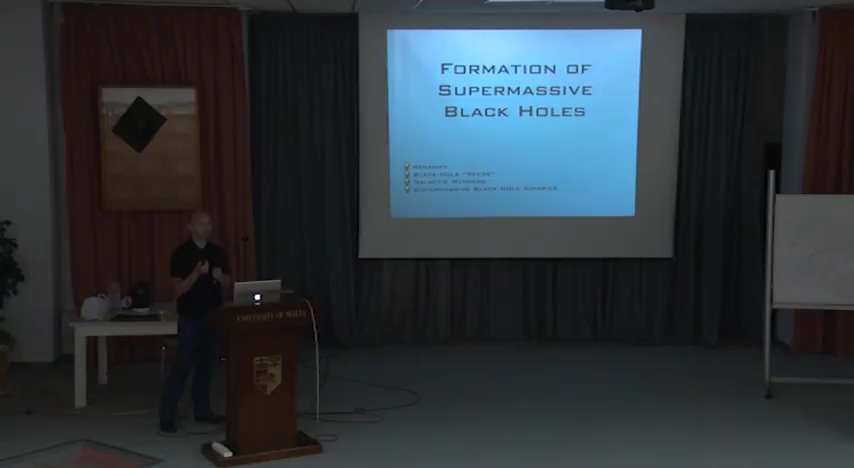 FORMATION OF
SUPERMASSIVE
BLACK HOLES
BLACK HOLE "SEEDS"
GALACTIC MERGERS
SUPERMASSIVE BLACK HOLE BINARIES
UNIVERSITY OF MALTA